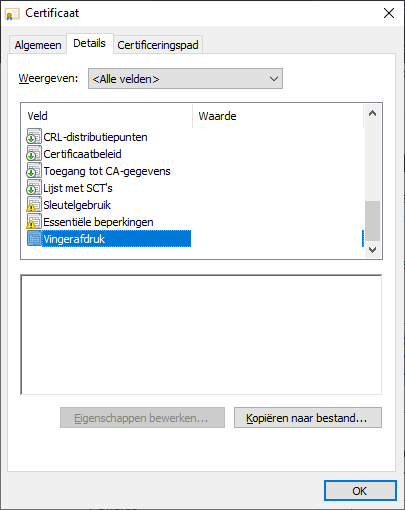 Certificaat
Algemeen Details Certificeringspad
Weergeven: <Alle velden>
Veld Waarde
CRL-distributiepunten
Certificaatbeleid
Toegang tot CA-gegevens
Lijst met SCT's
Sleutelgebruik
Essentiële beperkingen
Vingerafdruk
Eigenschappen bewerken... Kopiëren naar bestand...
OK